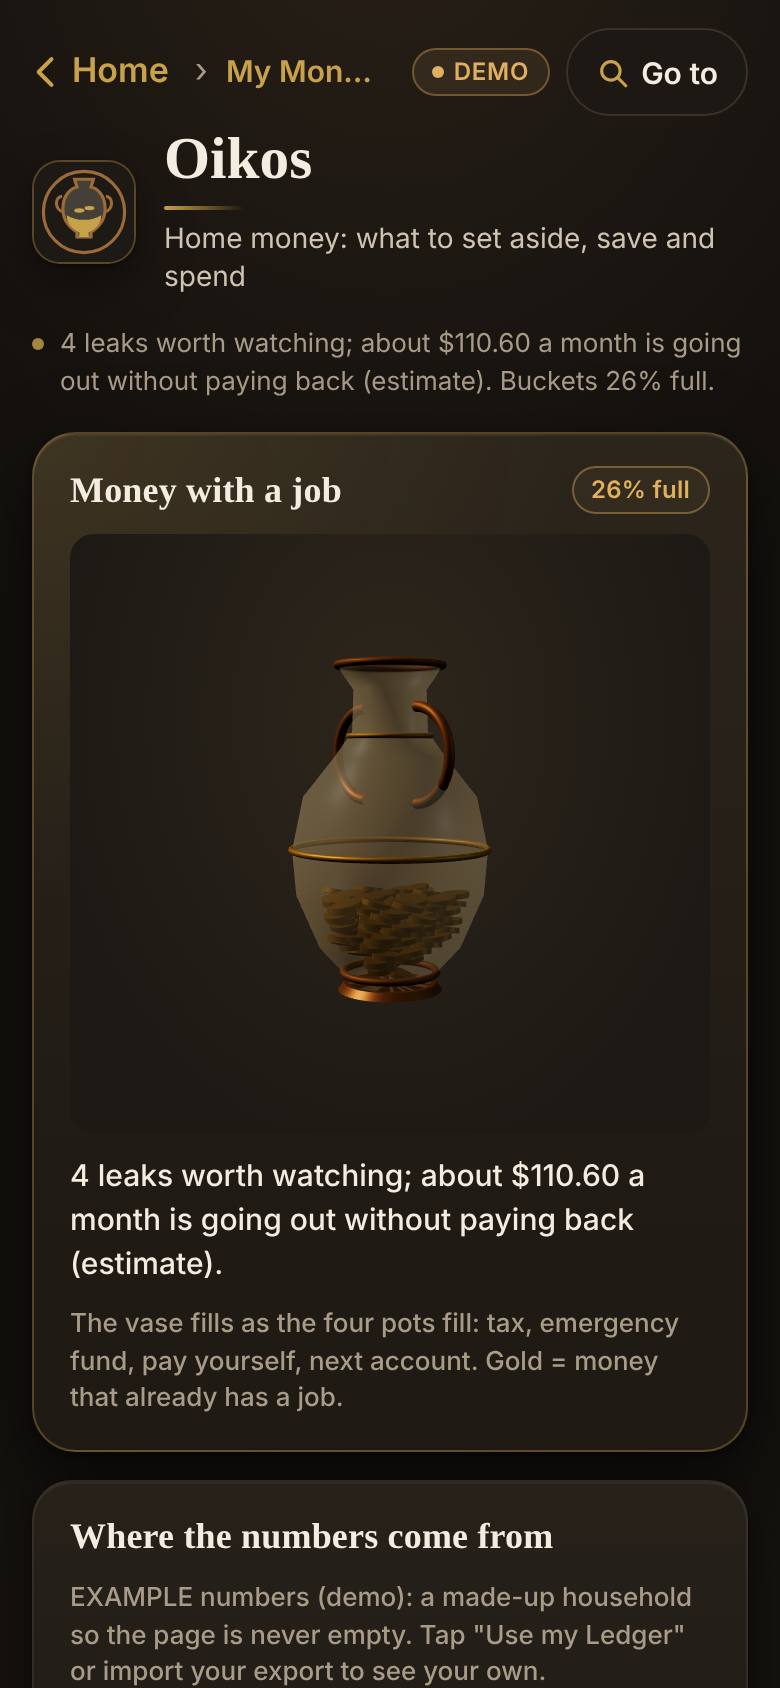 Home › My Mon... DEMO Go to
Oikos
Home money: what to set aside, save and
spend
4 leaks worth watching; about $110.60 a month is going
out without paying back (estimate). Buckets 26% full.
Money with a job 26% full
4 leaks worth watching; about $110.60 a
month is going out without paying back
(estimate).
The vase fills as the four pots fill: tax, emergency
fund, pay yourself, next account. Gold = money
that already has a job.
Where the numbers come from
EXAMPLE numbers (demo): a made-up household
so the page is never empty. Tap "Use my Ledger"
or import your export to see your own.